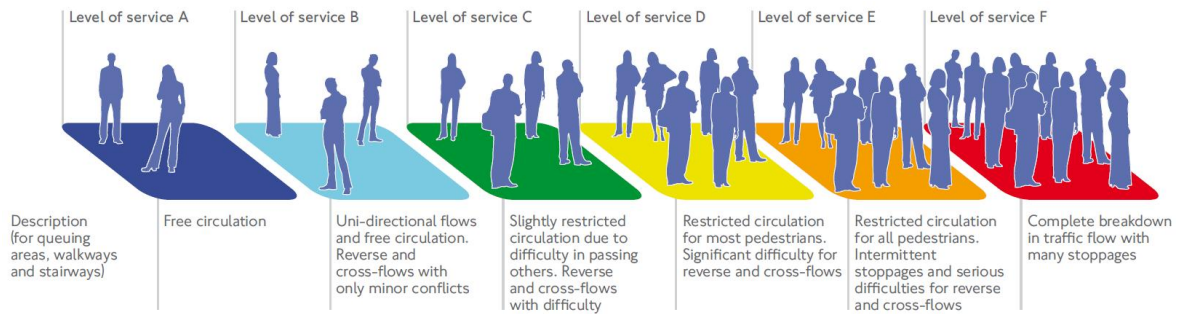 Level of service A
Level of service B
Level of service C
Level of service D
Level of service E
Level of service F
Description
(for queuing
areas, walkways
and stairways)
Free circulation
Uni-directional flows
and free circulation.
Reverse and
cross-flows with
only minor conflicts
Slightly restricted
circulation due to
difficulty in passing
others. Reverse
and cross-flows
with difficulty
Restricted circulation
for most pedestrians.
Significant difficulty for
reverse and cross-flows
Restricted circulation
for all pedestrians.
Intermittent
stoppages and serious
difficulties for reverse
and cross-flows
Complete breakdown
in traffic flow with
many stoppages